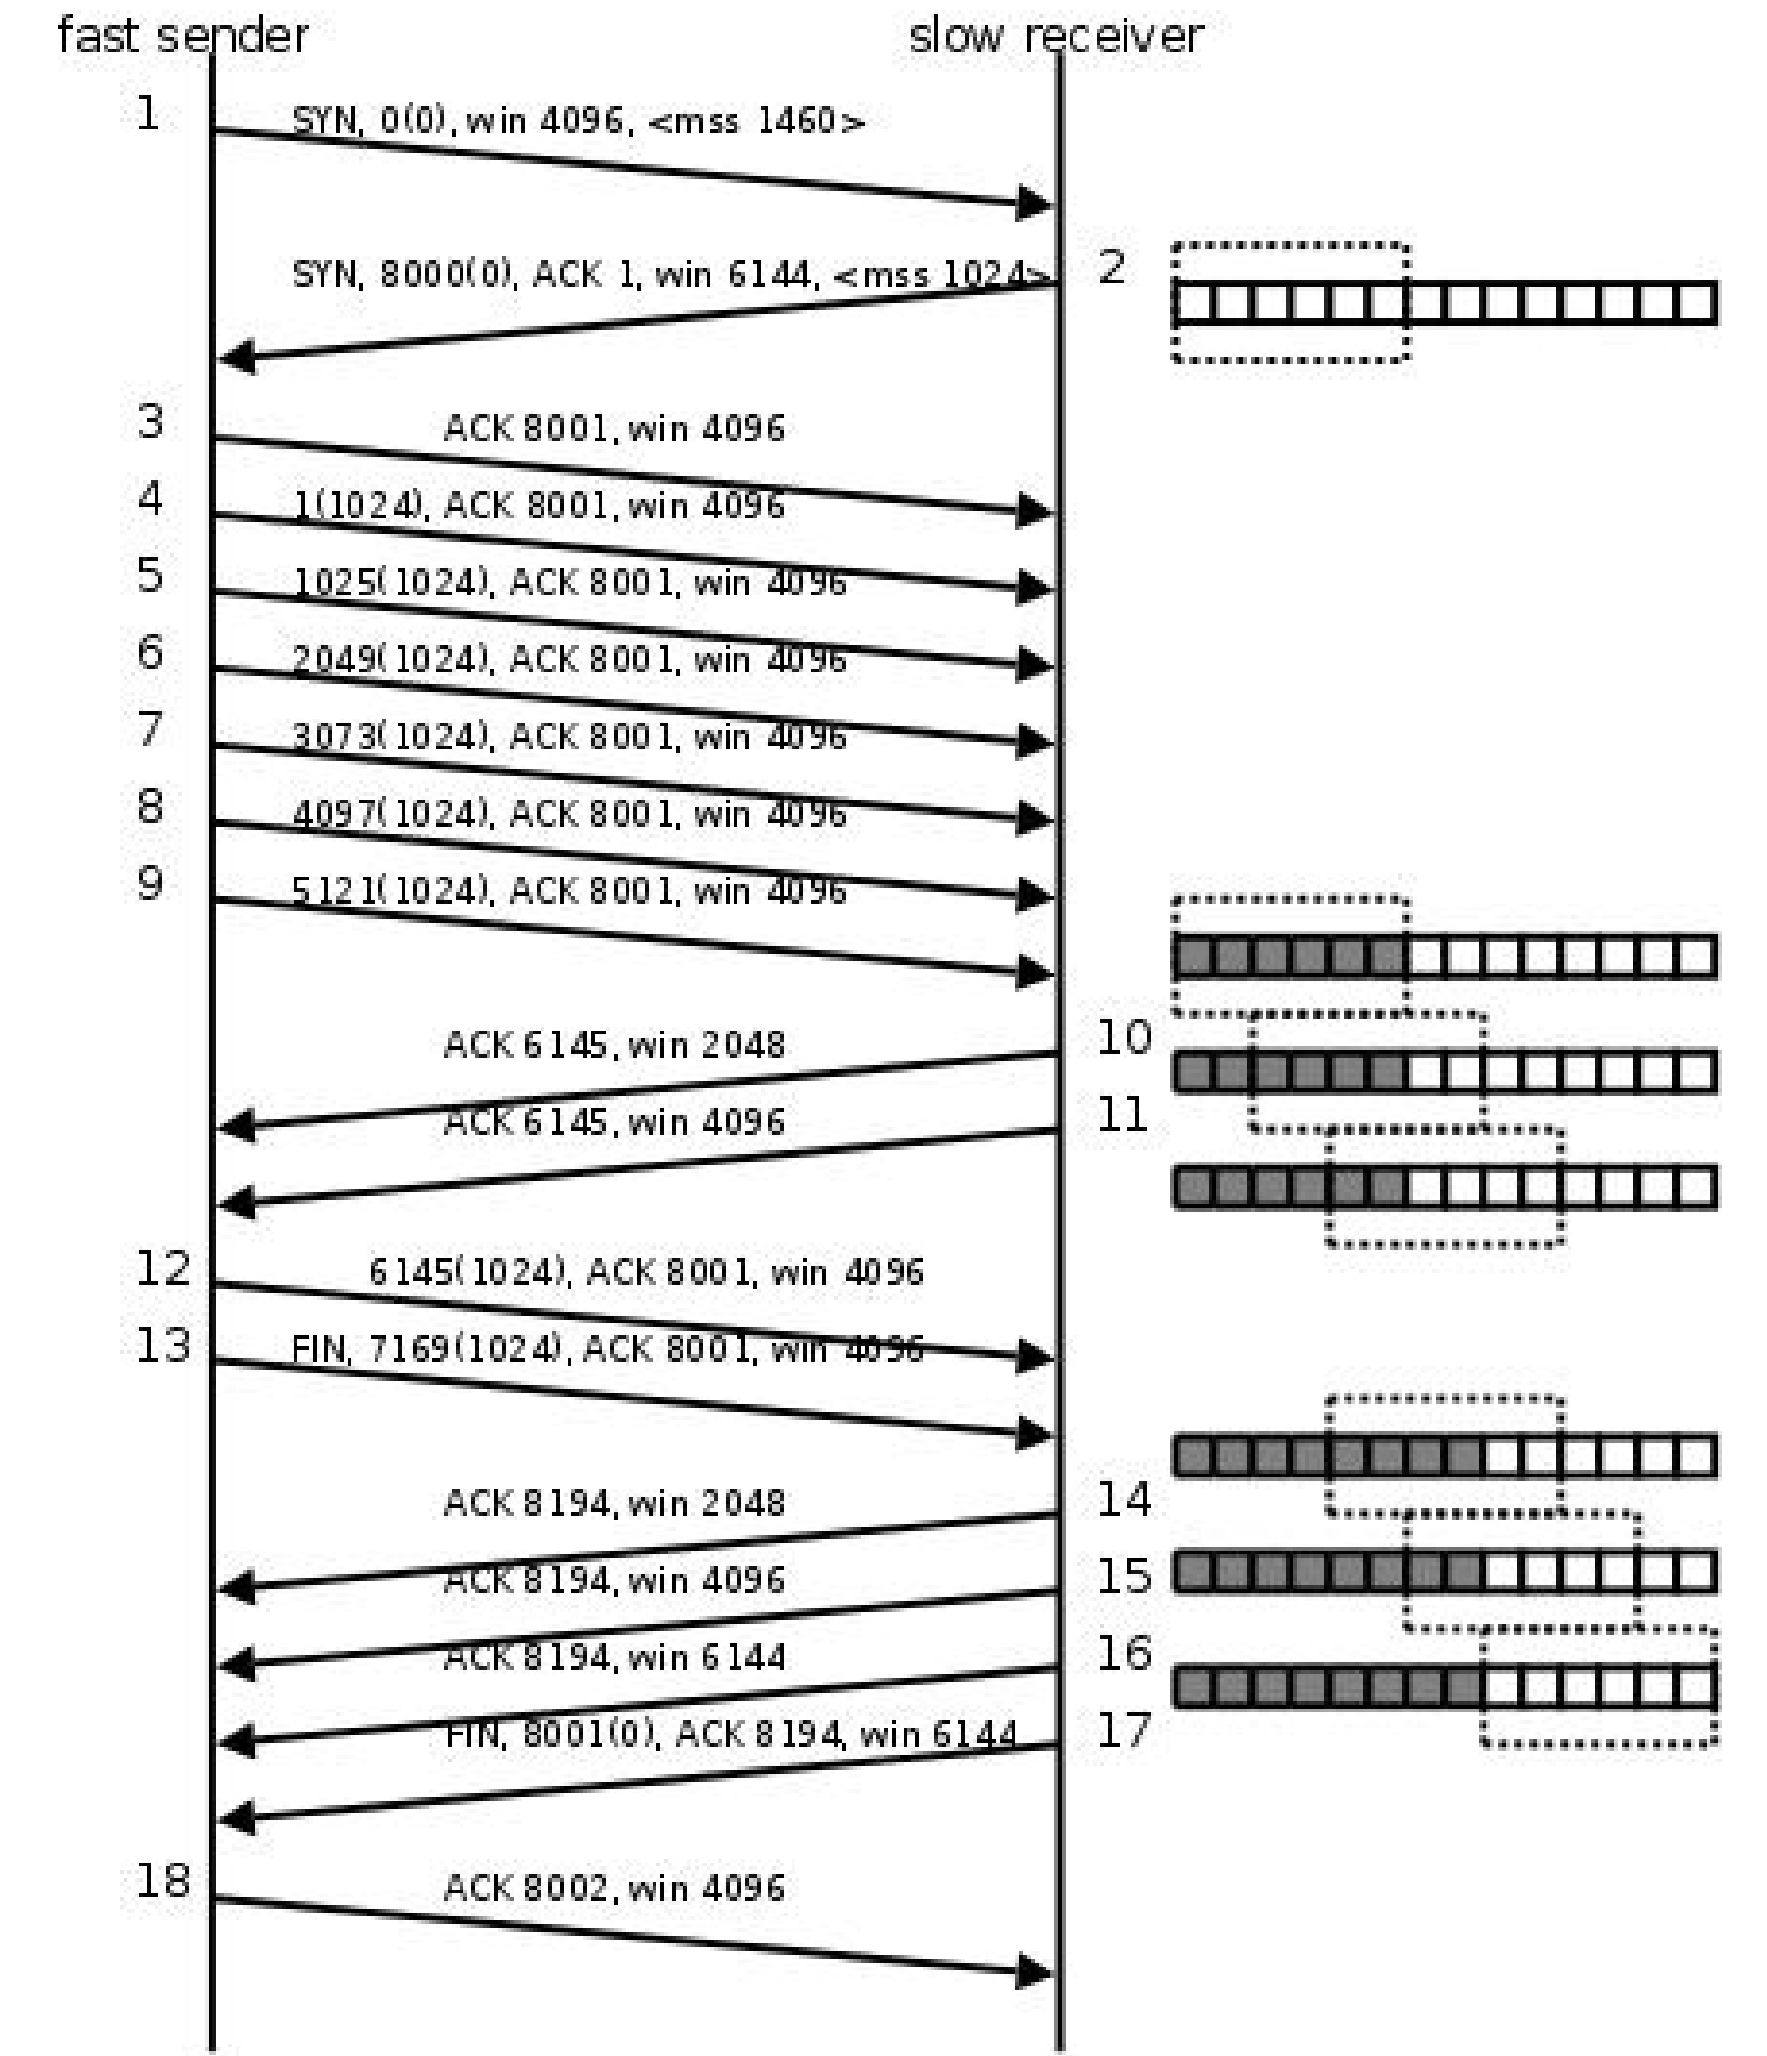 fast sender slow receiver
1 SYN, 0(0), win 4096, <mss 1460>
SYN, 8000(0), ACK 1, win 6144, <mss 1024> 2
3 ACK 8001, win 4096
4 1(1024), ACK 8001, win 4096
5 1025(1024), ACK 8001, win 4096
6 2049(1024), ACK 8001, win 4096
7 3073(1024), ACK 8001, win 4096
8 4097(1024), ACK 8001, win 4096
9 5121(1024), ACK 8001, win 4096
ACK 6145, win 2048 10
ACK 6145, win 4096 11
12 6145(1024), ACK 8001, win 4096
13 FIN, 7169(1024), ACK 8001, win 4096
ACK 8194, win 2048 14
ACK 8194, win 4096 15
ACK 8194, win 6144 16
FIN, 8001(0), ACK 8194, win 6144 17
18 ACK 8002, win 4096